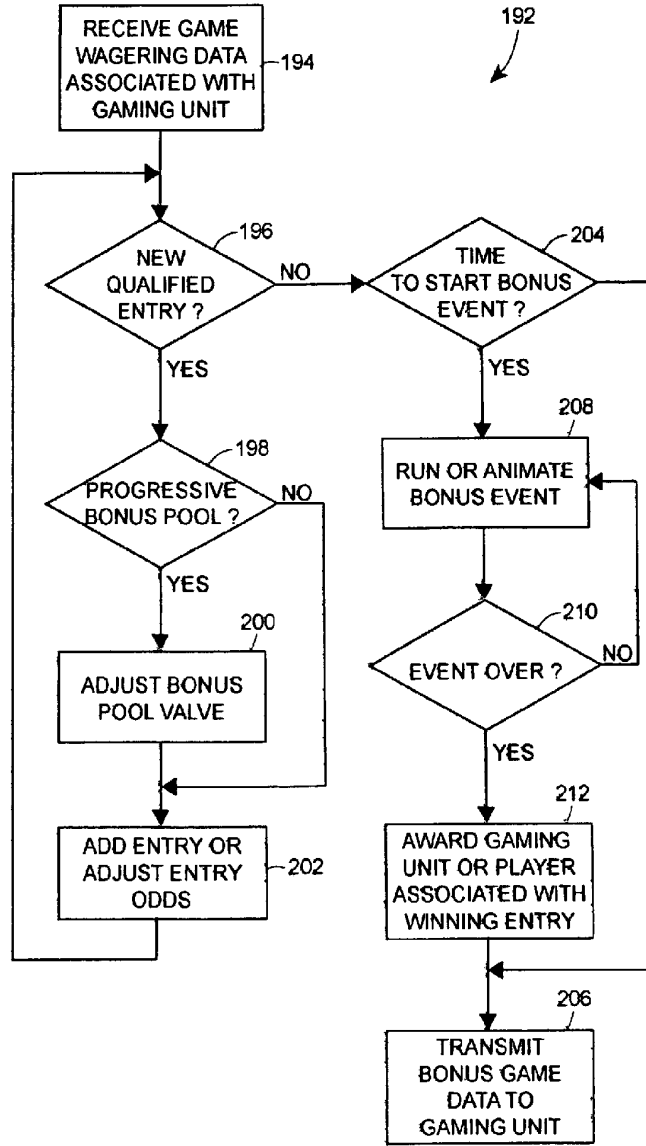 192
RECEIVE GAME
WAGERING DATA
ASSOCIATED WITH
GAMING UNIT
194
NEW
QUALIFIED
ENTRY ?
196
NO
YES
PROGRESSIVE
BONUS POOL ?
198
NO
YES
200
ADJUST BONUS
POOL VALVE
ADD ENTRY OR
ADJUST ENTRY
ODDS
202
TIME
TO START BONUS
EVENT ?
204
YES
208
RUN OR ANIMATE
BONUS EVENT
210
EVENT OVER ?
NO
YES
212
AWARD GAMING
UNIT OR PLAYER
ASSOCIATED WITH
WINNING ENTRY
206
TRANSMIT
BONUS GAME
DATA TO
GAMING UNIT